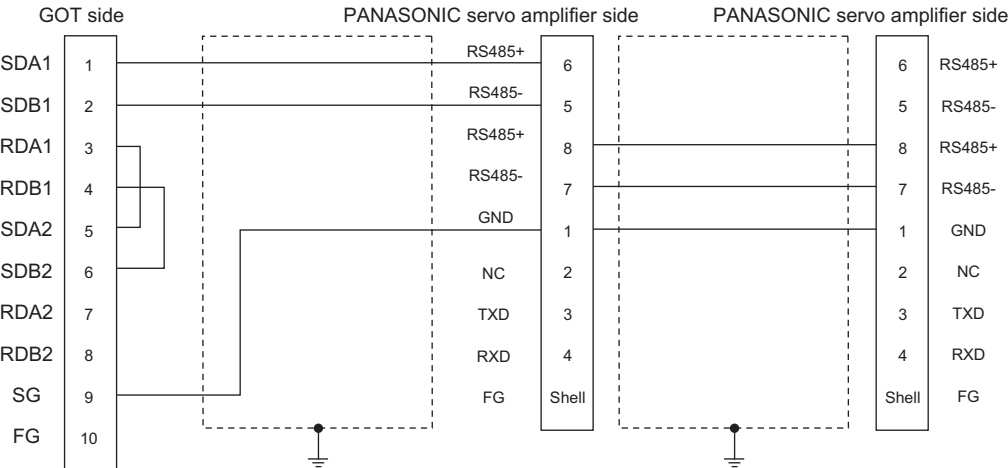 GOT side PANASONIC servo amplifier side PANASONIC servo amplifier side
SDA1 1 RS485+ 6 6 RS485+
SDB1 2 RS485- 5 5 RS485-
RDA1 3 RS485+ 8 8 RS485+
RDB1 4 RS485- 7 7 RS485-
SDA2 5 GND 1 1 GND
SDB2 6 NC 2 2 NC
RDA2 7 TXD 3 3 TXD
RDB2 8 RXD 4 4 RXD
SG 9 FG Shell Shell FG
FG 10